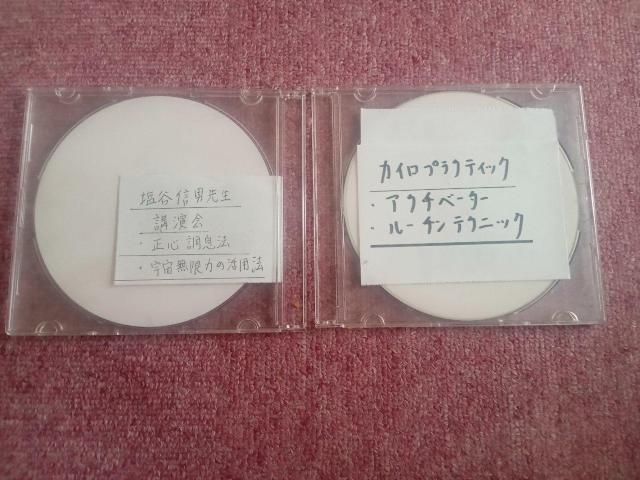 塩谷信男先生
講演会
・正心調息法
・宇宙無限力の活用法
カイロプラクティック
・アクチベーター
・ルーチンテクニック